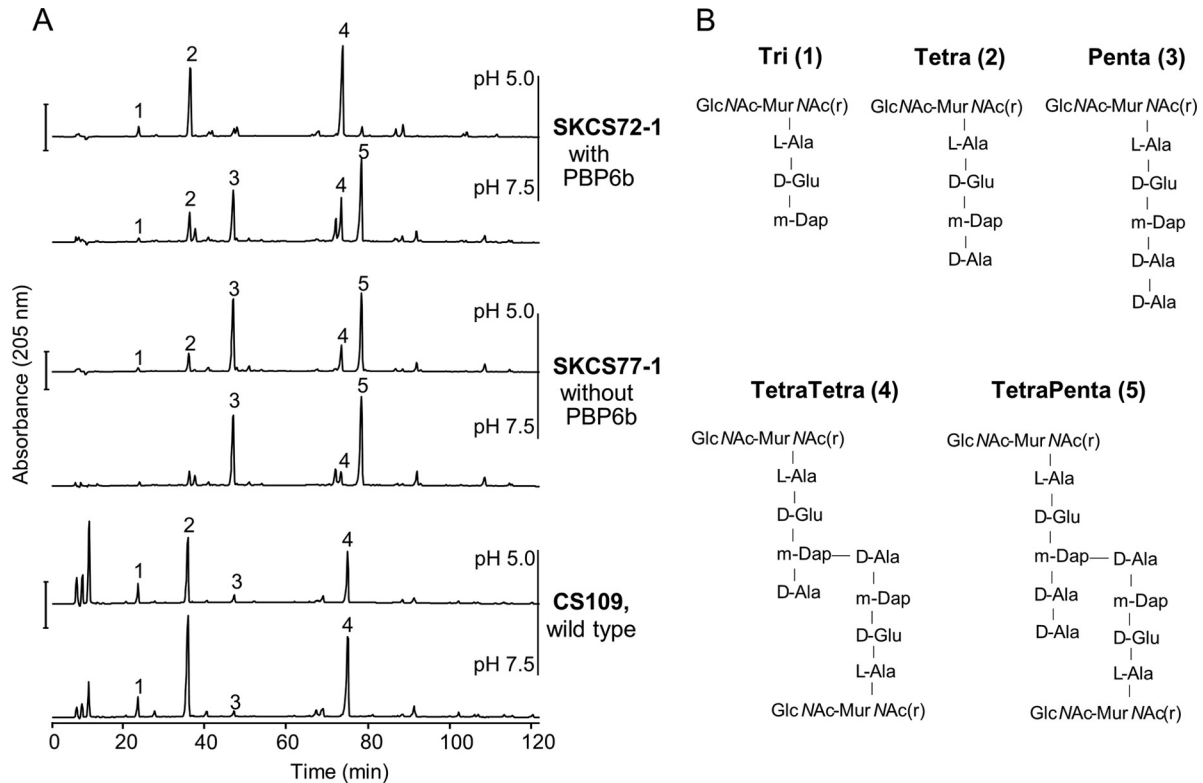 A
Absorbance (205 nm)
1
2
4
pH 5.0
1
2
3
4
5
pH 7.5
SKCS72-1
with
PBP6b
1
2
3
4
5
pH 5.0
3
4
5
pH 7.5
SKCS77-1
without
PBP6b
1
2
3
4
pH 5.0
1
3
4
pH 7.5
CS109,
wild type
0 20 40 60 80 100 120
Time (min)
B
Tri (1)
GlcNAc-MurNAc(r)
L-Ala
D-Glu
m-Dap
Tetra (2)
GlcNAc-MurNAc(r)
L-Ala
D-Glu
m-Dap
D-Ala
Penta (3)
GlcNAc-MurNAc(r)
L-Ala
D-Glu
m-Dap
D-Ala
D-Ala
TetraTetra (4)
GlcNAc-MurNAc(r)
L-Ala
D-Glu
m-Dap—D-Ala
D-Ala
m-Dap
D-Glu
L-Ala
GlcNAc-MurNAc(r)
TetraPenta (5)
GlcNAc-MurNAc(r)
L-Ala
D-Glu
m-Dap—D-Ala
D-Ala
m-Dap
D-Ala
D-Glu
L-Ala
GlcNAc-MurNAc(r)